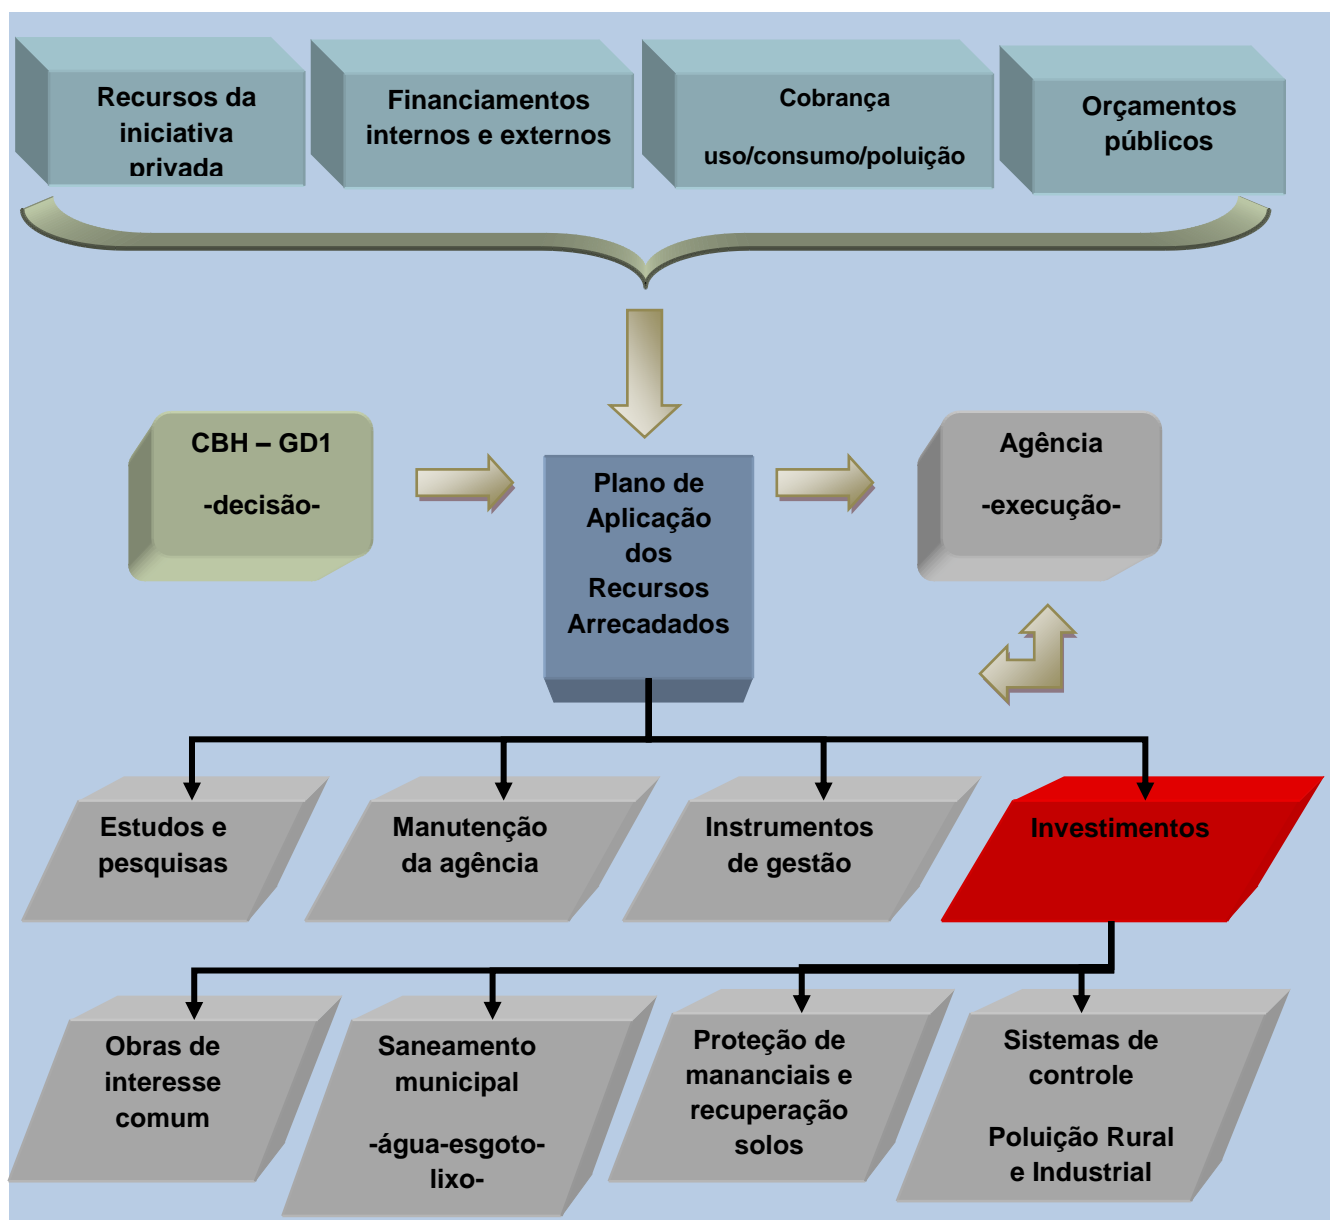 Recursos da
iniciativa
privada
Financiamentos
internos e externos
Cobrança
uso/consumo/poluição
Orçamentos
públicos
CBH – GD1
-decisão-
Plano de
Aplicação
dos
Recursos
Arrecadados
Agência
-execução-
Estudos e
pesquisas
Manutenção
da agência
Instrumentos
de gestão
Investimentos
Obras de
interesse
comum
Saneamento
municipal
-água-esgoto-
lixo-
Proteção de
mananciais e
recuperação
solos
Sistemas de
controle
Poluição Rural
e Industrial